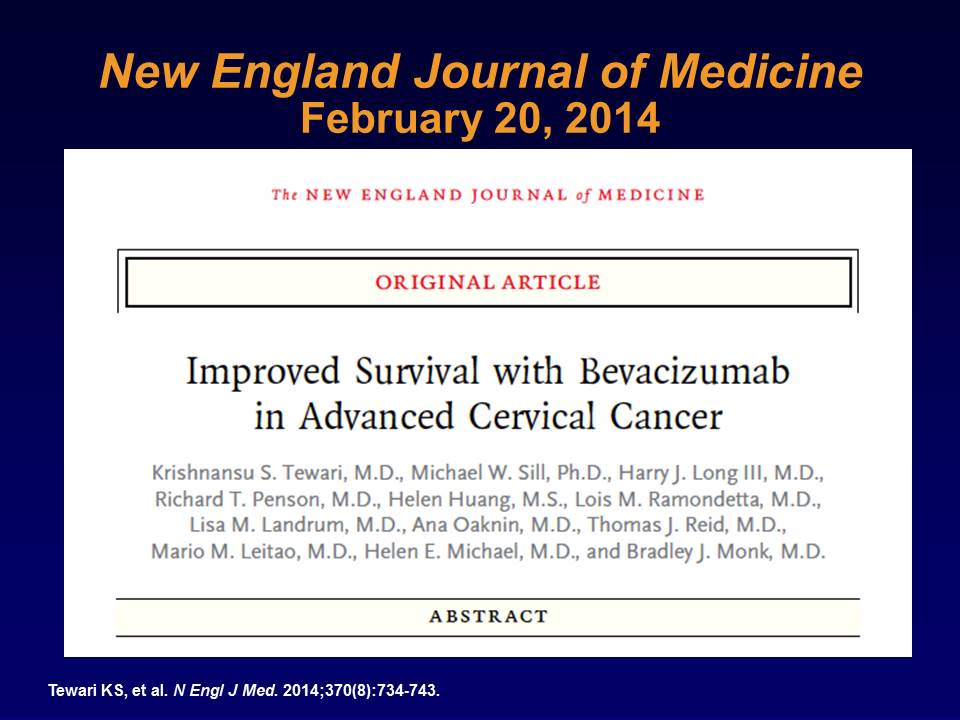 New England Journal of Medicine
February 20, 2014
The NEW ENGLAND JOURNAL of MEDICINE
ORIGINAL ARTICLE
Improved Survival with Bevacizumab
in Advanced Cervical Cancer
Krishnansu S. Tewari, M.D., Michael W. Sill, Ph.D., Harry J. Long III, M.D.,
Richard T. Penson, M.D., Helen Huang, M.S., Lois M. Ramondetta, M.D.,
Lisa M. Landrum, M.D., Ana Oaknin, M.D., Thomas J. Reid, M.D.,
Mario M. Leitao, M.D., Helen E. Michael, M.D., and Bradley J. Monk, M.D.
ABSTRACT
Tewari KS, et al. N Engl J Med. 2014;370(8):734-743.